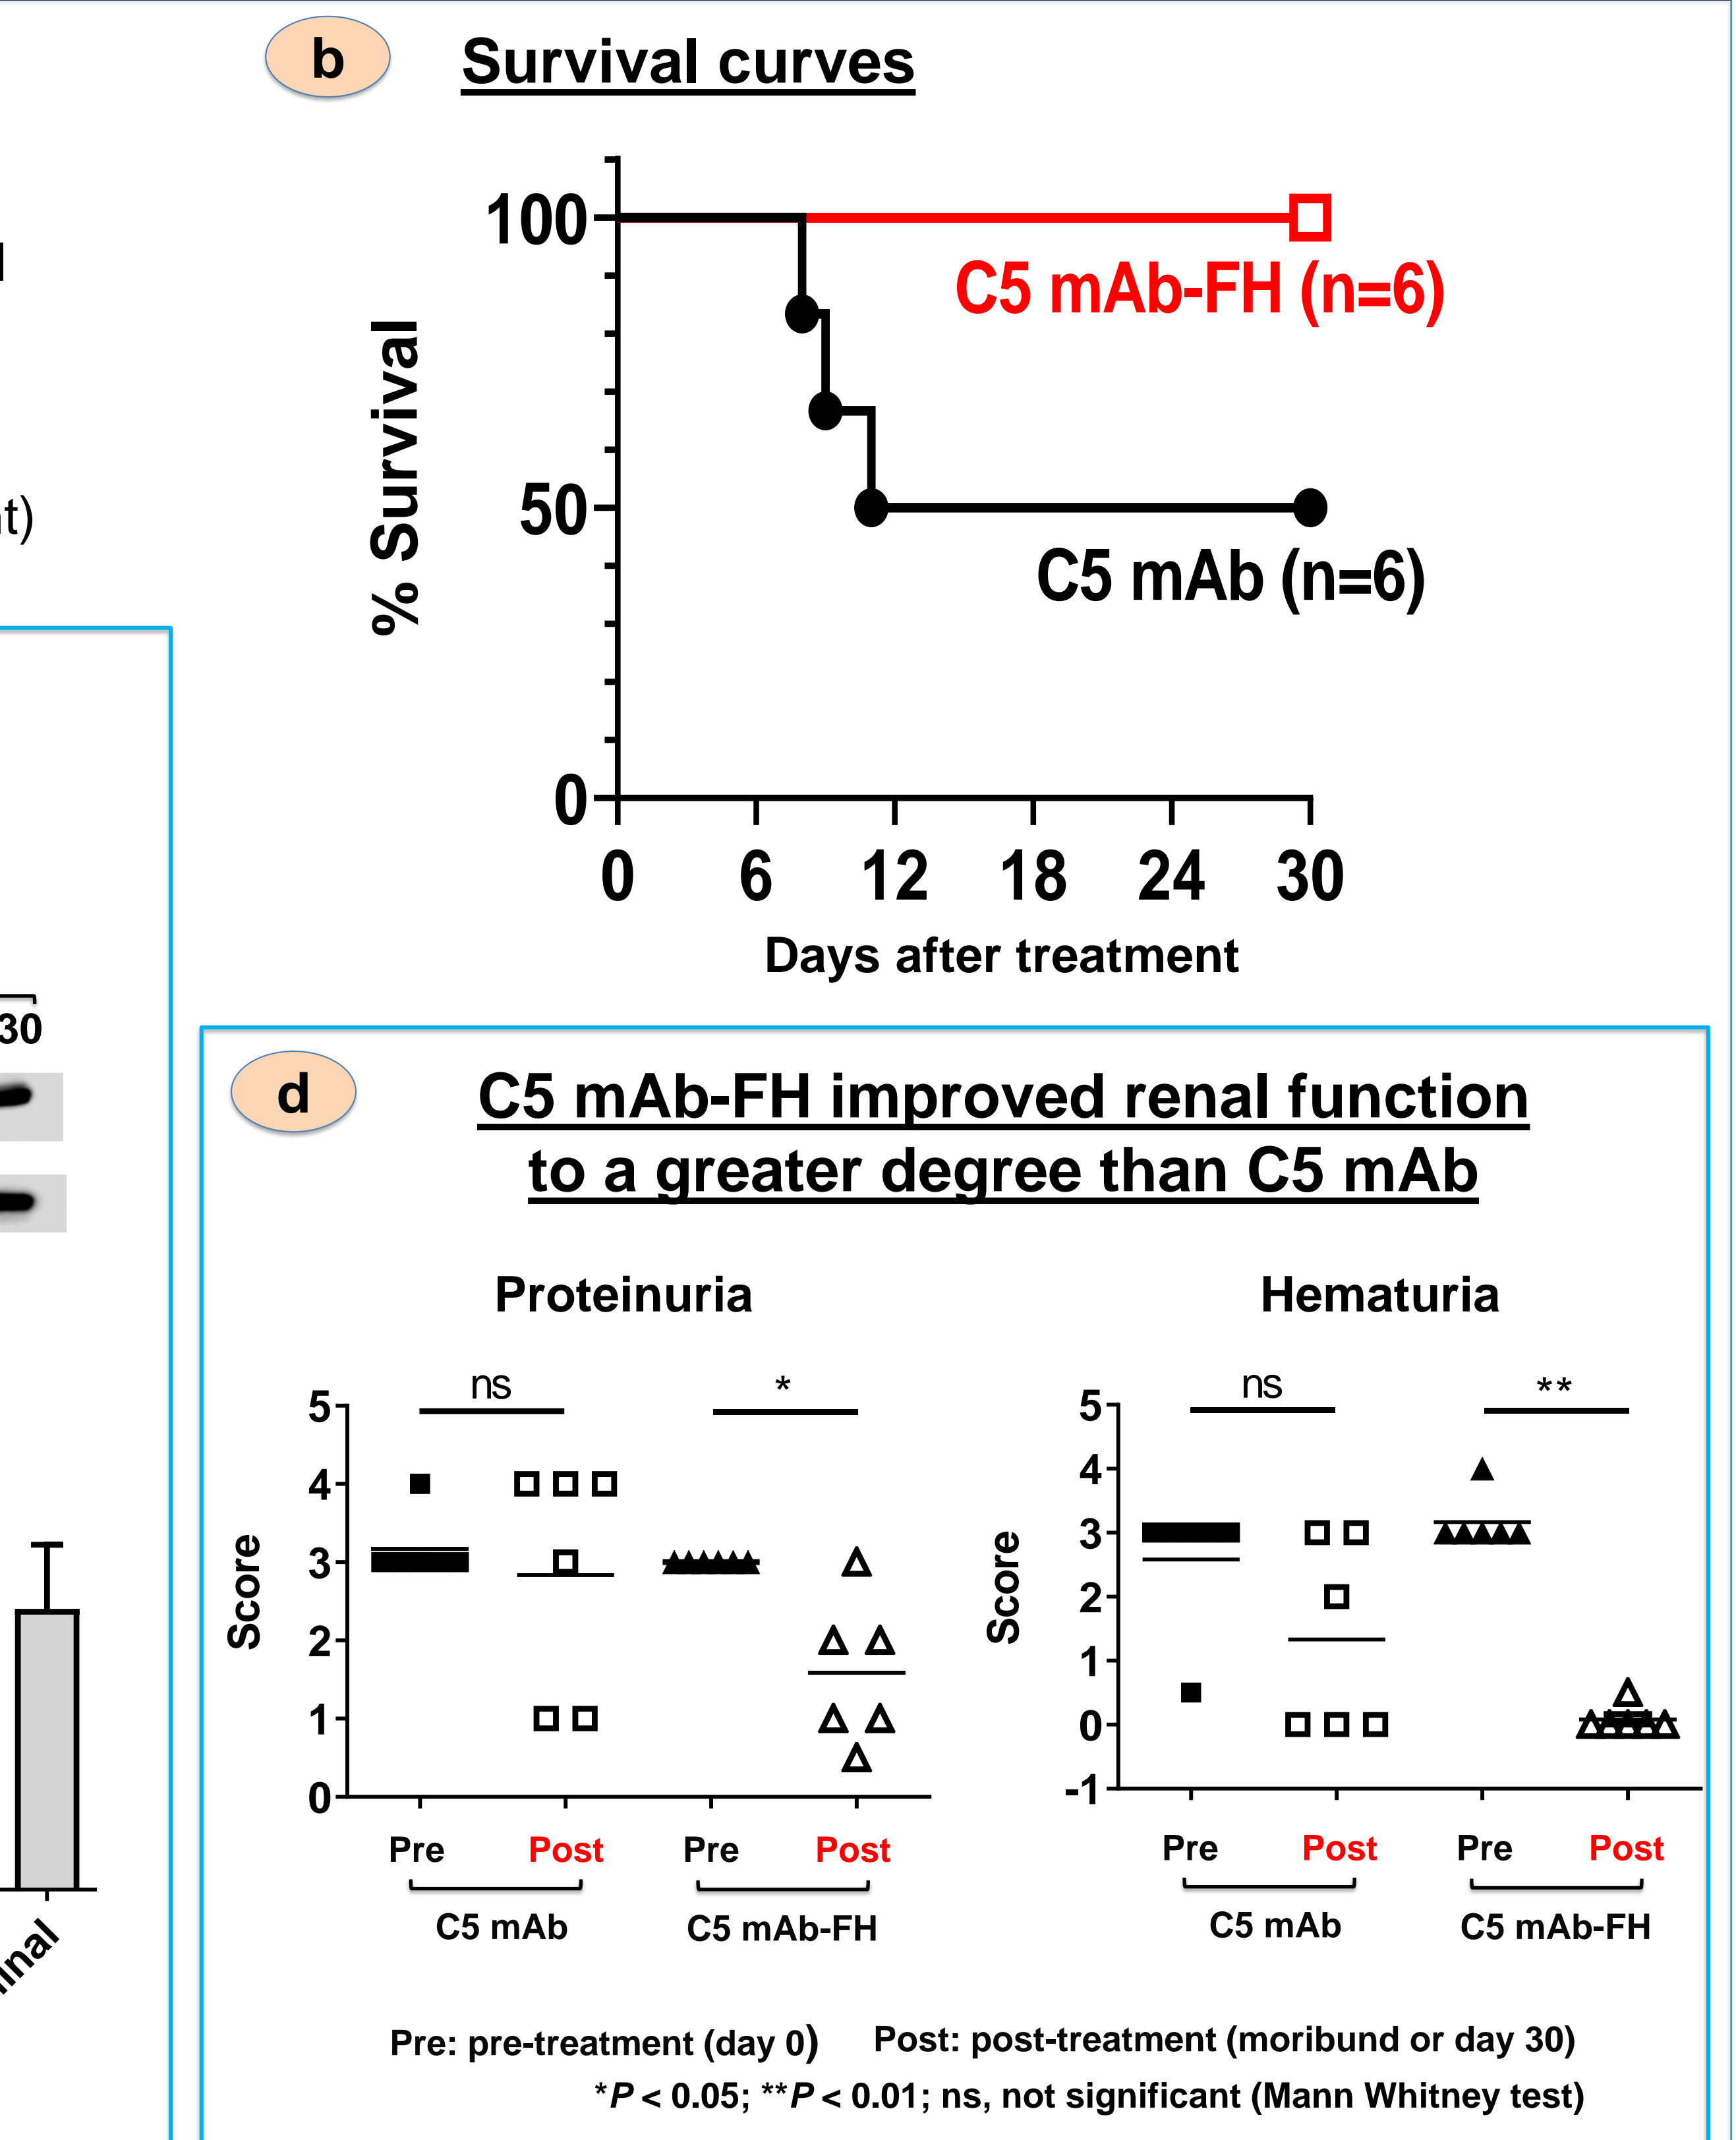 b
Survival curves
100
50
0
% Survival
C5 mAb-FH (n=6)
C5 mAb (n=6)
0 6 12 18 24 30
Days after treatment
30
d
C5 mAb-FH improved renal function
to a greater degree than C5 mAb
Proteinuria
ns *
5
4
3
2
1
0
Score
Pre Post Pre Post
C5 mAb C5 mAb-FH
Hematuria
ns **
5
4
3
2
1
0
-1
Score
Pre Post Pre Post
C5 mAb C5 mAb-FH
Pre: pre-treatment (day 0) Post: post-treatment (moribund or day 30)
*P < 0.05; **P < 0.01; ns, not significant (Mann Whitney test)